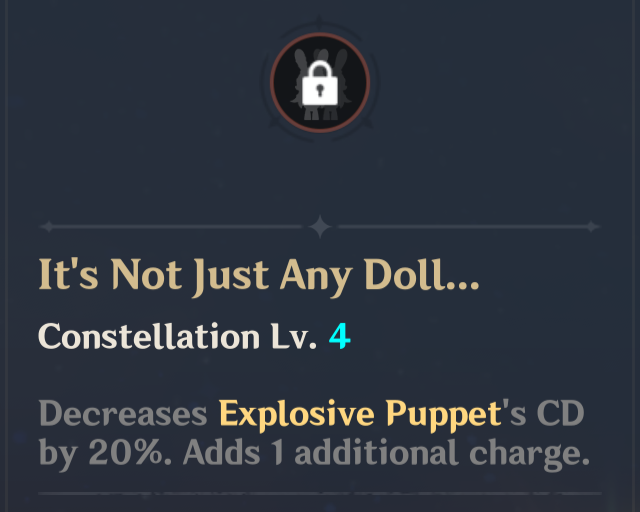 It's Not Just Any Doll...
Constellation Lv. 4
Decreases Explosive Puppet's CD
by 20%. Adds 1 additional charge.